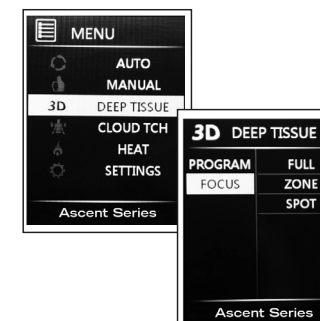 MENU
AUTO
MANUAL
3D DEEP TISSUE
CLOUD TCH
HEAT
SETTINGS
Ascent Series
3D DEEP TISSUE
PROGRAM FULL
FOCUS ZONE
SPOT
Ascent Series